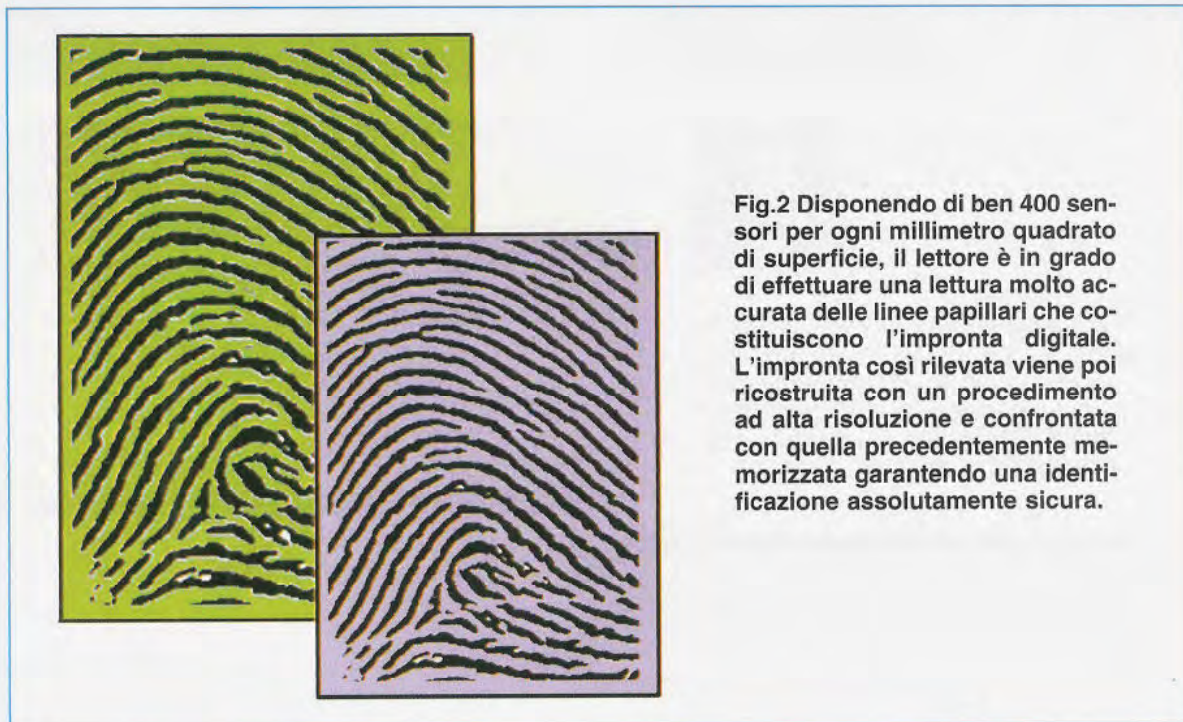 Fig.2 Disponendo di ben 400 sen-
sori per ogni millimetro quadrato
di superficie, il lettore è in grado
di effettuare una lettura molto ac-
curata delle linee papillari che co-
stituiscono l'impronta digitale.
L'impronta così rilevata viene poi
ricostruita con un procedimento
ad alta risoluzione e confrontata
con quella precedentemente me-
morizzata garantendo una identi-
ficazione assolutamente sicura.